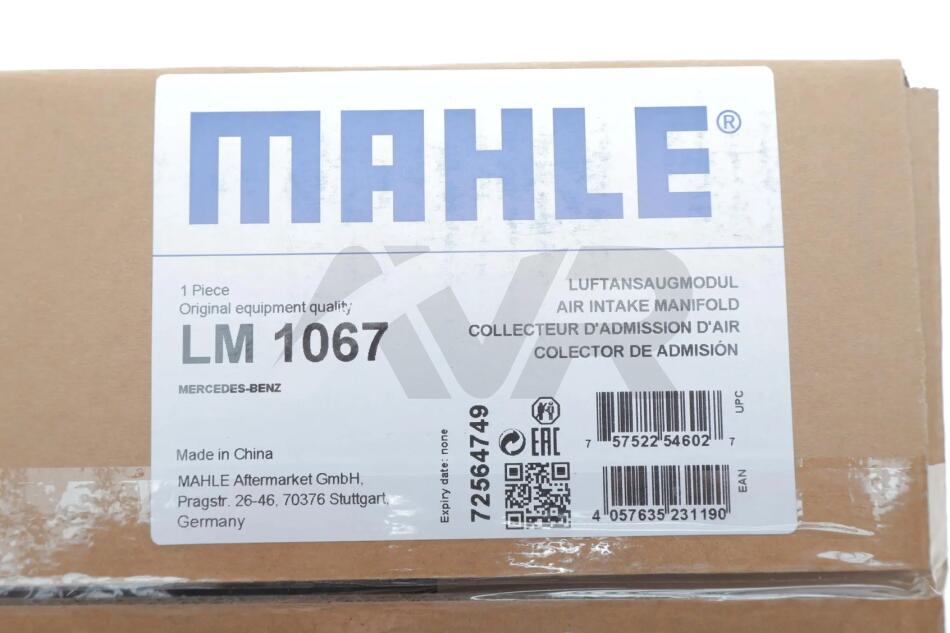 MAHLE®
1 Piece
Original equipment quality
LM 1067
MERCEDES-BENZ
LUFTANSAUGMODUL
AIR INTAKE MANIFOLD
COLLECTEUR D'ADMISSION D'AIR
COLECTOR DE ADMISIÓN
Made in China
MAHLE Aftermarket GmbH,
Pragstr. 26-46, 70376 Stuttgart,
Germany
Expiry date: none
72564749
EAC
7 57522 54602 7
UPC
4 057635 231190
EAN